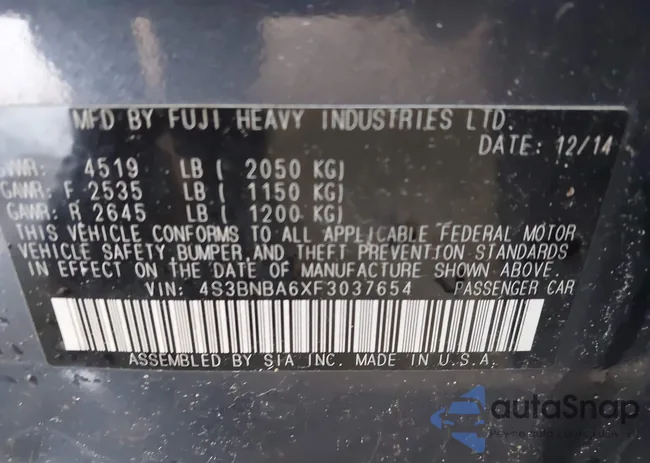 MFD BY FUJI HEAVY INDUSTRIES LTD.
DATE: 12/14
GVWR: 4519 LB ( 2050 KG)
GAWR: F 2535 LB ( 1150 KG)
GAWR: R 2645 LB ( 1200 KG)
THIS VEHICLE CONFORMS TO ALL APPLICABLE FEDERAL MOTOR
VEHICLE SAFETY, BUMPER, AND THEFT PREVENTION STANDARDS
IN EFFECT ON THE DATE OF MANUFACTURE SHOWN ABOVE.
VIN: 4S3BNBA6XF3037654 PASSENGER CAR
ASSEMBLED BY SIA INC. MADE IN U.S.A.
autaSnap